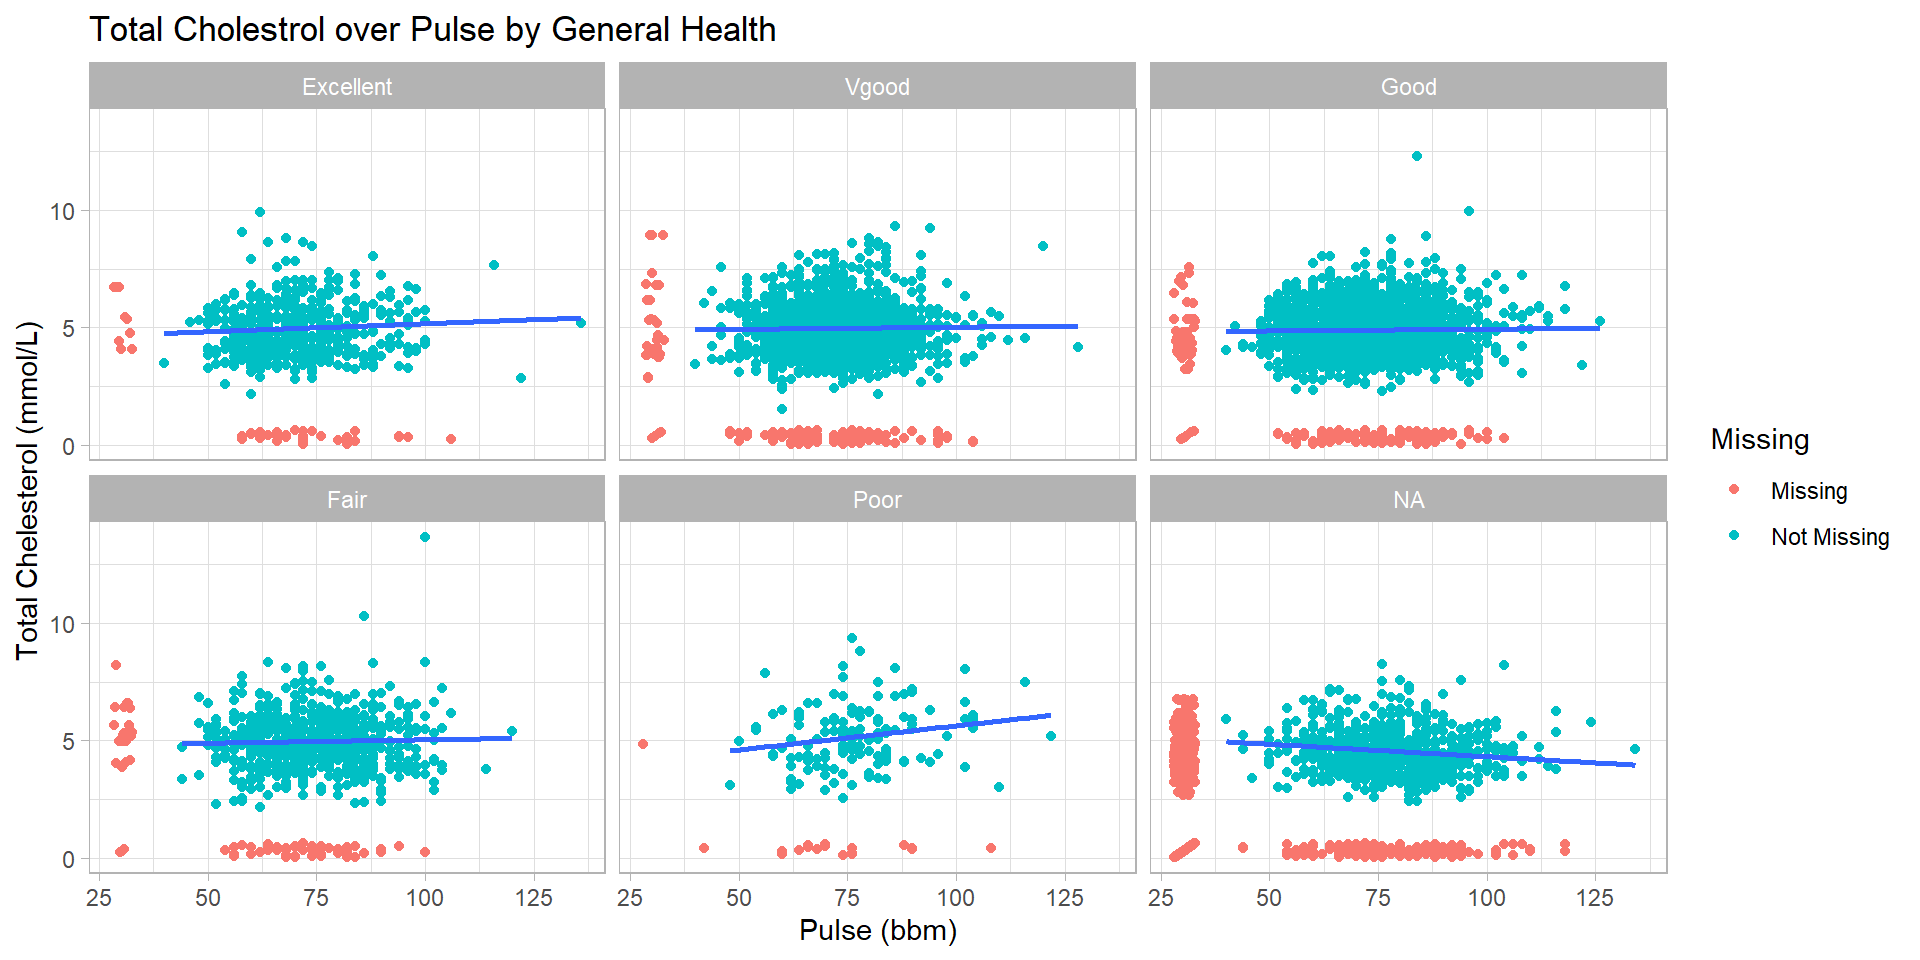 Total Cholestrol over Pulse by General Health
Excellent
Vgood
Good
10
5
0
Fair
Poor
NA
10
5
0
25
50
75
100
125
25
50
75
100
125
25
50
75
100
125
Pulse (bbm)
Total Chelesterol (mmol/L)
Missing
Missing
Not Missing